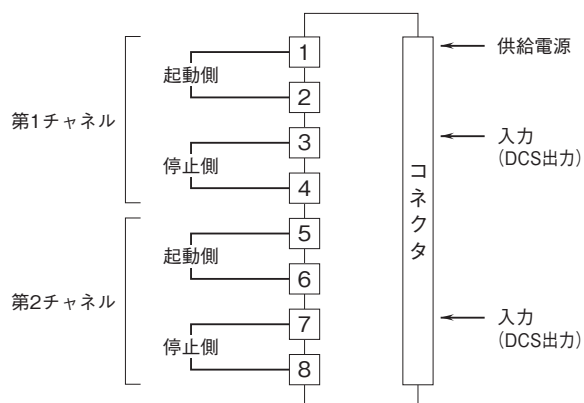 第1チャネル
起動側
停止側
1
2
3
4
第2チャネル
起動側
停止側
5
6
7
8
コネクタ
供給電源
入力
(DCS出力)
入力
(DCS出力)